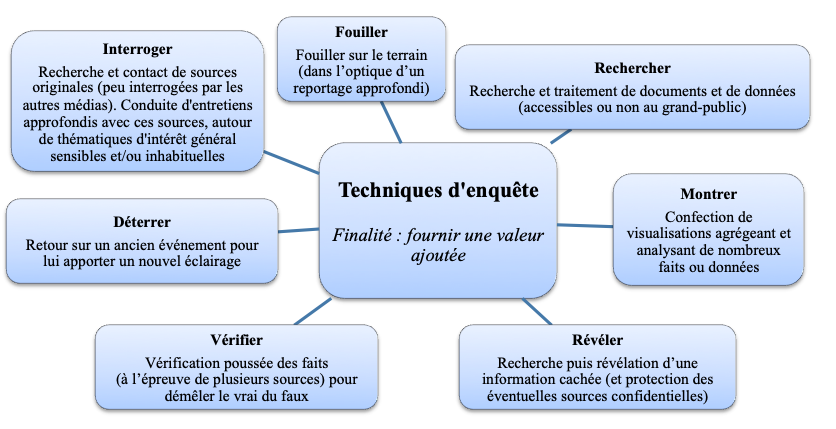 Fouiller
Fouiller sur le terrain
(dans l’optique d’un
reportage approfondi)
Interroger
Recherche et contact de sources
originales (peu interrogées par les
autres médias). Conduite d'entretiens
approfondis avec ces sources, autour
de thématiques d'intérêt général
sensibles et/ou inhabituelles
Rechercher
Recherche et traitement de documents et de données
(accessibles ou non au grand-public)
Techniques d'enquête
Finalité : fournir une valeur
ajoutée
Montrer
Confection de
visualisations agrégeant et
analysant de nombreux
faits ou données
Déterrer
Retour sur un ancien événement pour
lui apporter un nouvel éclairage
Vérifier
Vérification poussée des faits
(à l’épreuve de plusieurs sources) pour
démêler le vrai du faux
Révéler
Recherche puis révélation d’une
information cachée (et protection des
éventuelles sources confidentielles)